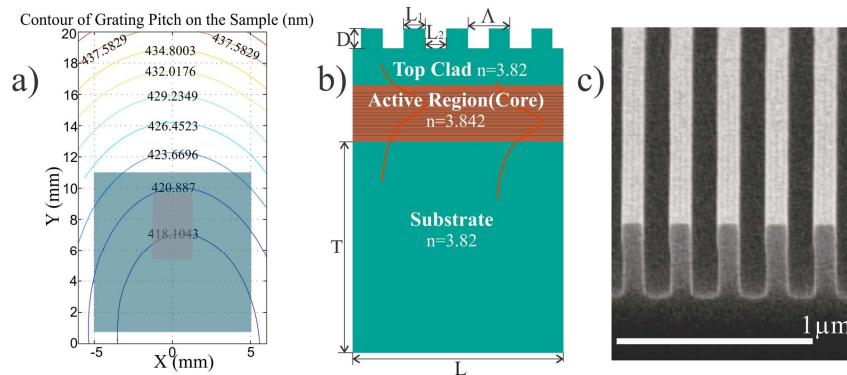 Contour of Grating Pitch on the Sample (nm)
a)
20
18
16
14
12
10
8
6
4
2
0
Y (mm)
-5
0
5
X (mm)
437.5829
437.5829
434.8003
432.0176
429.2349
426.4523
423.6696
420.887
418.1043
b)
D
L1
L2
Λ
Top Clad n=3.82
Active Region(Core)
n=3.842
T
Substrate
n=3.82
L
c)
1μm